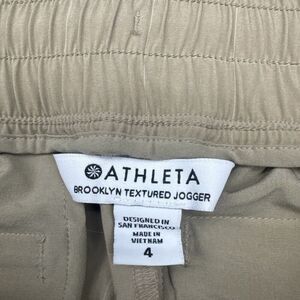 ATHLETA
BROOKLYN TEXTURED JOGGER
DESIGNED IN
SAN FRANCISCO
MADE IN
VIETNAM
4